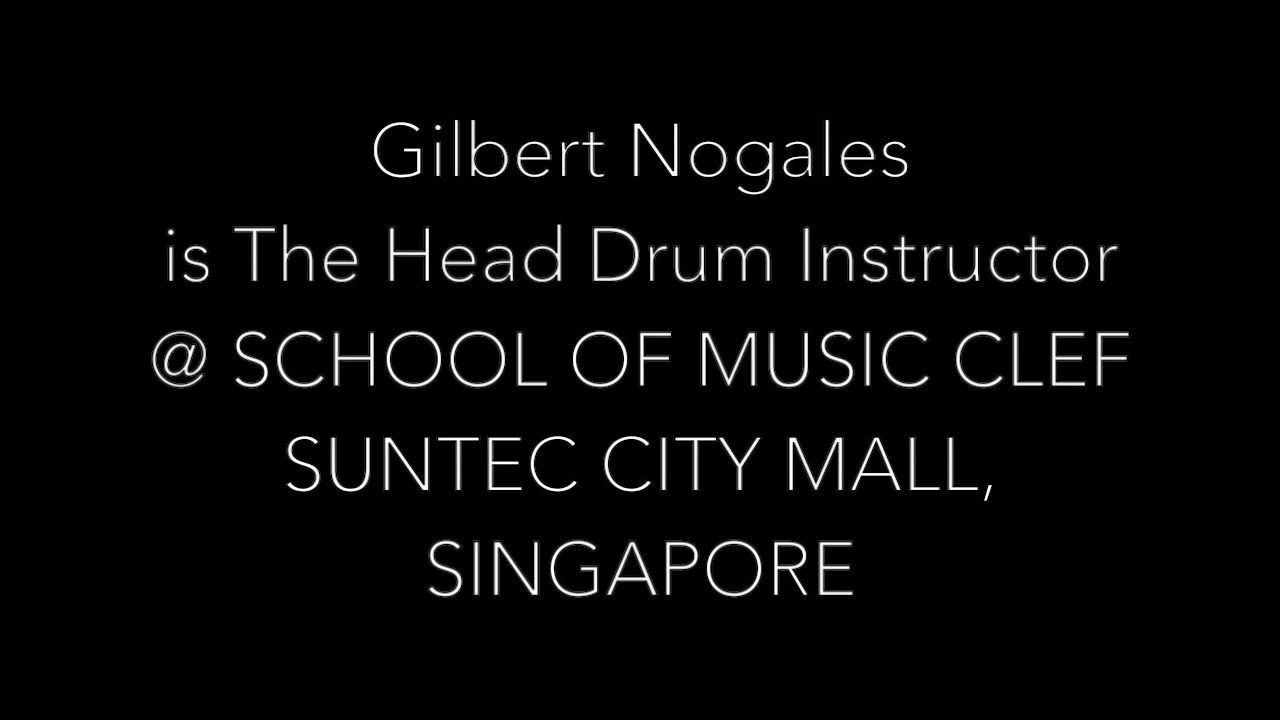 Gilbert Nogales
is The Head Drum Instructor
@ SCHOOL OF MUSIC CLEF
SUNTEC CITY MALL,
SINGAPORE